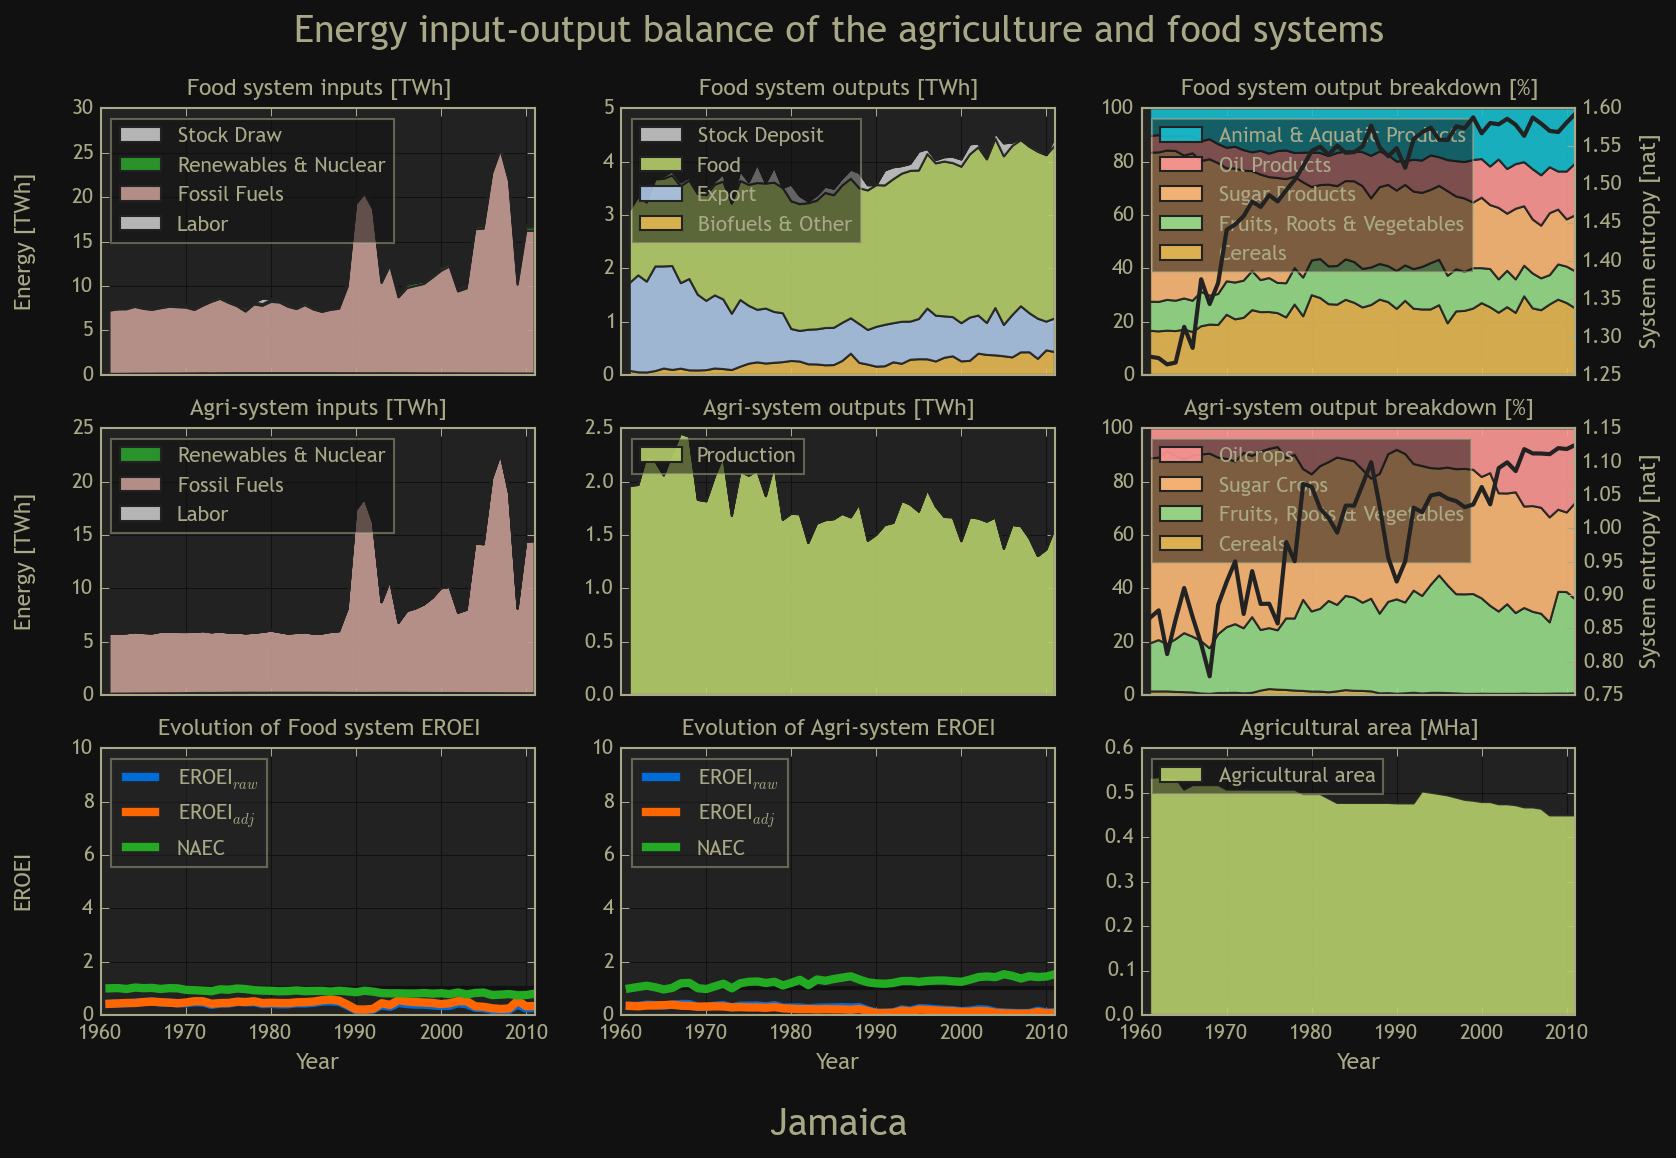 Energy input-output balance of the agriculture and food systems
Food system inputs [TWh]
Energy [TWh]
30
25
20
15
10
5
0
Stock Draw
Renewables & Nuclear
Fossil Fuels
Labor
Food system outputs [TWh]
5
4
3
2
1
0
Stock Deposit
Food
Export
Biofuels & Other
Food system output breakdown [%]
100
80
60
40
20
0
Animal & Aquatic Products
Oil Products
Sugar Products
Fruits, Roots & Vegetables
Cereals
1.60
1.55
1.50
1.45
1.40
1.35
1.30
1.25
System entropy [nat]
Agri-system inputs [TWh]
Energy [TWh]
25
20
15
10
5
0
Renewables & Nuclear
Fossil Fuels
Labor
Agri-system outputs [TWh]
2.5
2.0
1.5
1.0
0.5
0.0
Production
Agri-system output breakdown [%]
100
80
60
40
20
0
Oilcrops
Sugar Crops
Fruits, Roots & Vegetables
Cereals
1.15
1.10
1.05
1.00
0.95
0.90
0.85
0.80
0.75
System entropy [nat]
Evolution of Food system EROEI
EROEI
10
8
6
4
2
0
EROEIraw
EROEIadj
NAEC
1960 1970 1980 1990 2000 2010
Year
Evolution of Agri-system EROEI
10
8
6
4
2
0
EROEIraw
EROEIadj
NAEC
1960 1970 1980 1990 2000 2010
Year
Agricultural area [MHa]
0.6
0.5
0.4
0.3
0.2
0.1
0.0
Agricultural area
1960 1970 1980 1990 2000 2010
Year
Jamaica